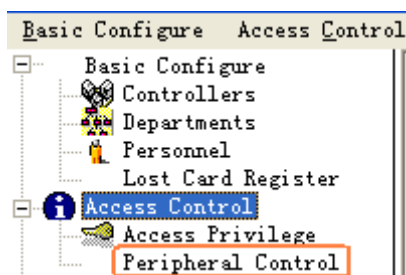 Basic Configure Access Control
Basic Configure
Controllers
Departments
Personnel
Lost Card Register
Access Control
Access Privilege
Peripheral Control